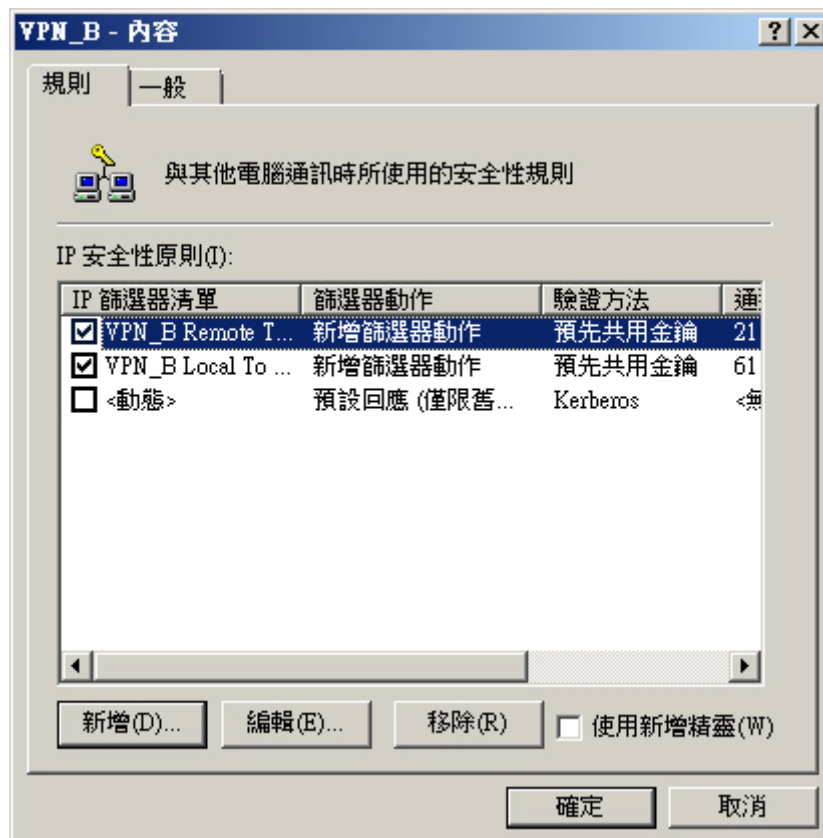 VPN_B - 內容
規則 一般
與其他電腦通訊時所使用的安全性規則
IP 安全性原則(I):
IP 篩選器清單 篩選器動作 驗證方法 通
VPN_B Remote T... 新增篩選器動作 預先共用金鑰 21
VPN_B Local To ... 新增篩選器動作 預先共用金鑰 61
<動態> 預設回應 (僅限舊... Kerberos <無
新增(D)... 編輯(E)... 移除(R) 使用新增精靈(W)
確定 取消